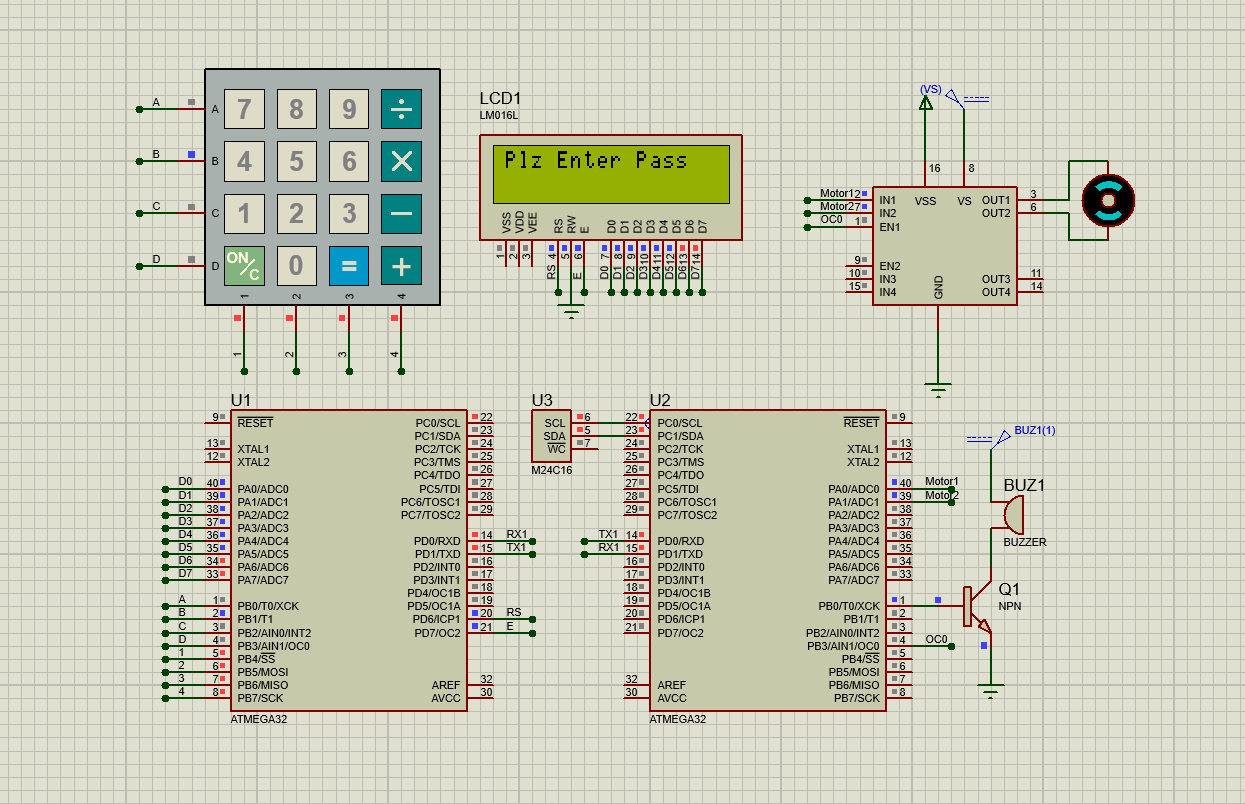 A A 7 8 9 ÷
B B 4 5 6 ×
C C 1 2 3 −
D D ON/C 0 = +
1 2 3 4
1 2 3 4
LCD1
LM016L
Plz Enter Pass
VSS VDD VEE RS RW E D0 D1 D2 D3 D4 D5 D6 D7
1 2 3 4 5 6 7 8 9 10 11 12 13 14
RS E D0 D1 D2 D3 D4 D5 D6 D7
(VS)
16 8
Motor1 2 IN1 VSS VS OUT1 3
Motor2 7 IN2 OUT2 6
OC0 1 EN1
9 EN2
10 IN3 OUT3 11
15 IN4 GND OUT4 14
U1
9 RESET PC0/SCL 22
PC1/SDA 23
13 XTAL1 PC2/TCK 24
12 XTAL2 PC3/TMS 25
PC4/TDO 26
D0 40 PA0/ADC0 PC5/TDI 27
D1 39 PA1/ADC1 PC6/TOSC1 28
D2 38 PA2/ADC2 PC7/TOSC2 29
D3 37 PA3/ADC3
D4 36 PA4/ADC4 PD0/RXD 14 RX1
D5 35 PA5/ADC5 PD1/TXD 15 TX1
D6 34 PA6/ADC6 PD2/INT0 16
D7 33 PA7/ADC7 PD3/INT1 17
PD4/OC1B 18
A 1 PB0/T0/XCK PD5/OC1A 19
B 2 PB1/T1 PD6/ICP1 20 RS
C 3 PB2/AIN0/INT2 PD7/OC2 21 E
D 4 PB3/AIN1/OC0
1 5 PB4/SS
2 6 PB5/MOSI
3 7 PB6/MISO AREF 32
4 8 PB7/SCK AVCC 30
ATMEGA32
U3
SCL 6
SDA 5
WC 7
M24C16
U2
22 PC0/SCL RESET 9
23 PC1/SDA
24 PC2/TCK XTAL1 13
25 PC3/TMS XTAL2 12
26 PC4/TDO
27 PC5/TDI PA0/ADC0 40 Motor1
28 PC6/TOSC1 PA1/ADC1 39 Motor2
29 PC7/TOSC2 PA2/ADC2 38
PA3/ADC3 37
TX1 14 PD0/RXD PA4/ADC4 36
RX1 15 PD1/TXD PA5/ADC5 35
16 PD2/INT0 PA6/ADC6 34
17 PD3/INT1 PA7/ADC7 33
18 PD4/OC1B
19 PD5/OC1A PB0/T0/XCK 1
20 PD6/ICP1 PB1/T1 2
21 PD7/OC2 PB2/AIN0/INT2 3
PB3/AIN1/OC0 4 OC0
PB4/SS 5
PB5/MOSI 6
32 AREF PB6/MISO 7
30 AVCC PB7/SCK 8
ATMEGA32
BUZ1(1)
BUZ1
BUZZER
Q1
NPN